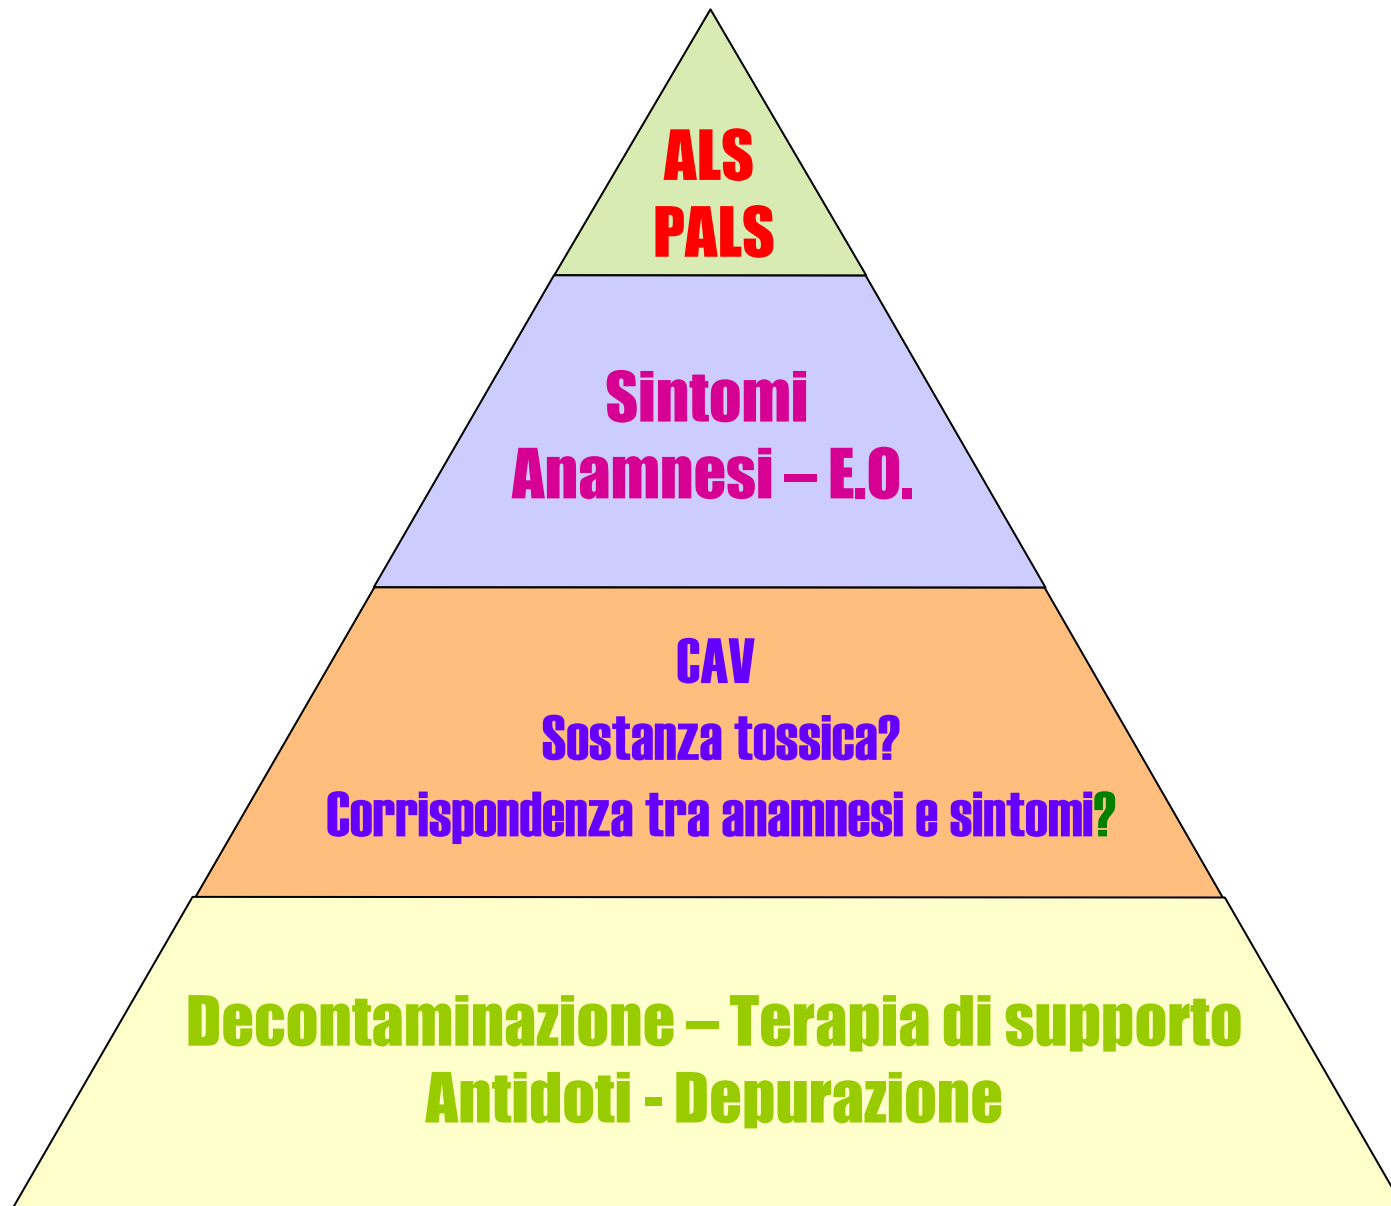 ALS
PALS
Sintomi
Anamnesi – E.O.
CAV
Sostanza tossica?
Corrispondenza tra anamnesi e sintomi?
Decontaminazione – Terapia di supporto
Antidoti - Depurazione